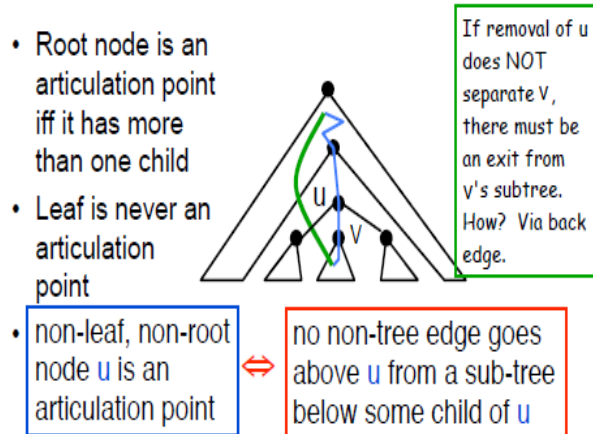 • Root node is an
articulation point
iff it has more
than one child
• Leaf is never an
articulation
point
• non-leaf, non-root
node u is an
articulation point
⇔
no non-tree edge goes
above u from a sub-tree
below some child of u
u
v
If removal of u
does NOT
separate v,
there must be
an exit from
v's subtree.
How? Via back
edge.